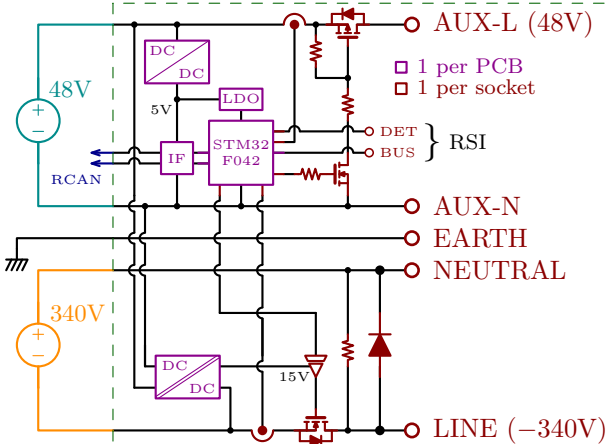 AUX-L (48V)
DC
DC
1 per PCB
48V
1 per socket
LDO
5V
STM32
F042
DET
IF
BUS
RSI
RCAN
AUX-N
EARTH
NEUTRAL
340V
DC
DC
15V
LINE (−340V)